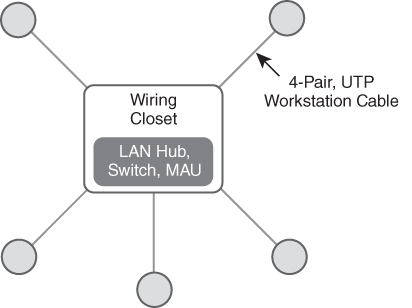 Wiring
Closet
LAN Hub,
Switch, MAU
4-Pair, UTP
Workstation Cable